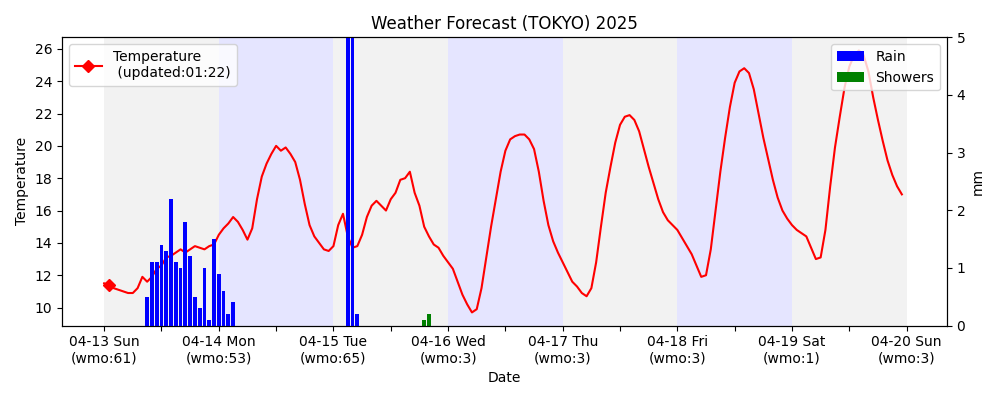 Weather Forecast (TOKYO) 2025
Temperature
(updated:01:22)
Rain
Showers
Temperature
26
24
22
20
18
16
14
12
10
5
4
3
2
1
0
mm
04-13 Sun
(wmo:61)
04-14 Mon
(wmo:53)
04-15 Tue
(wmo:65)
04-16 Wed
(wmo:3)
04-17 Thu
(wmo:3)
04-18 Fri
(wmo:3)
04-19 Sat
(wmo:1)
04-20 Sun
(wmo:3)
Date